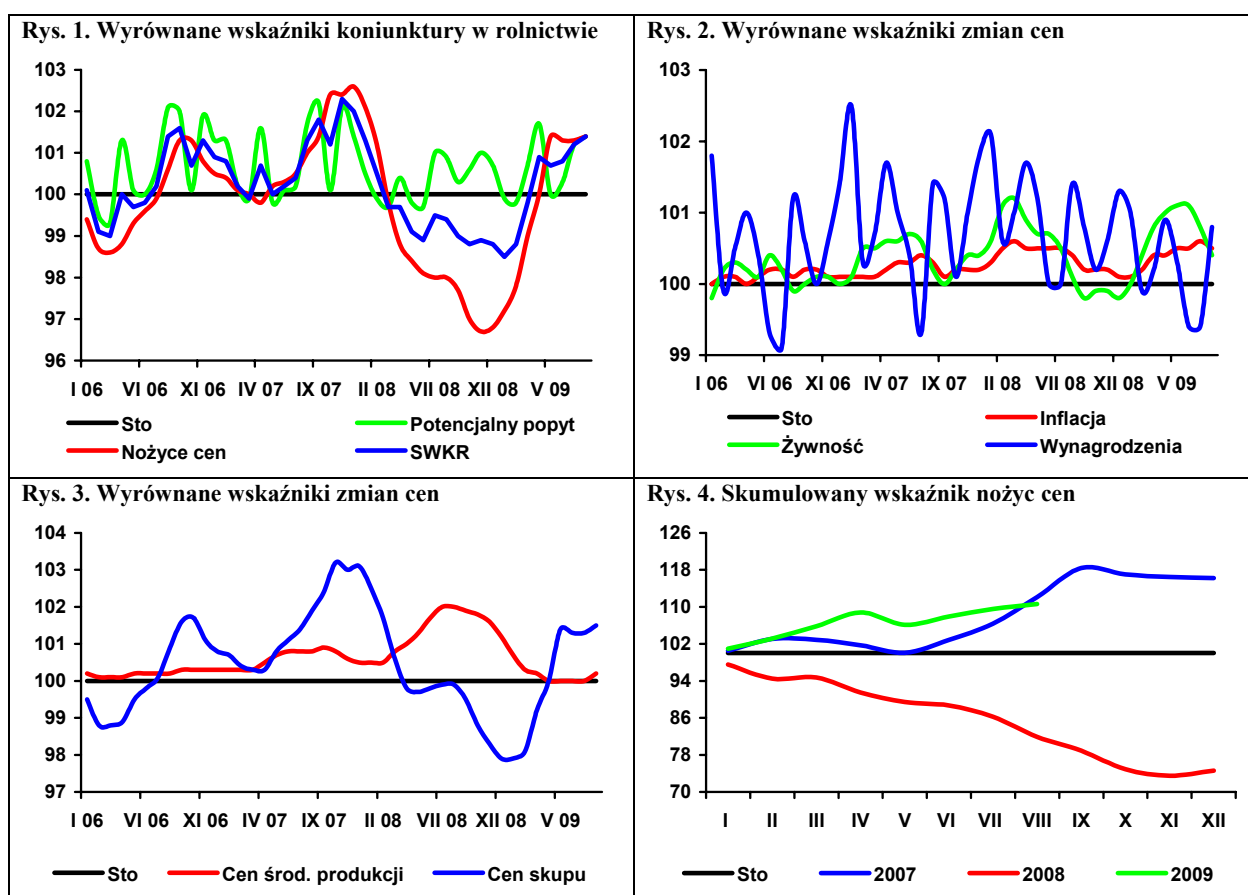 Rys. 1. Wyrównane wskaźniki koniunktury w rolnictwie
103
102
101
100
99
98
97
96
I 06 VI 06 XI 06 IV 07 IX 07 II 08 VII 08 XII 08 V 09
Sto Potencjalny popyt
Nożyce cen SWKR
Rys. 2. Wyrównane wskaźniki zmian cen
103
102
101
100
99
I 06 VI 06 XI 06 IV 07 IX 07 II 08 VII 08 XII 08 V 09
Sto Inflacja
Żywność Wynagrodzenia
Rys. 3. Wyrównane wskaźniki zmian cen
104
103
102
101
100
99
98
97
I 06 VI 06 XI 06 IV 07 IX 07 II 08 VII 08 XII 08 V 09
Sto Cen środ. produkcji Cen skupu
Rys. 4. Skumulowany wskaźnik nożyc cen
126
118
110
102
94
86
78
70
I II III IV V VI VII VIII IX X XI XII
Sto 2007 2008 2009